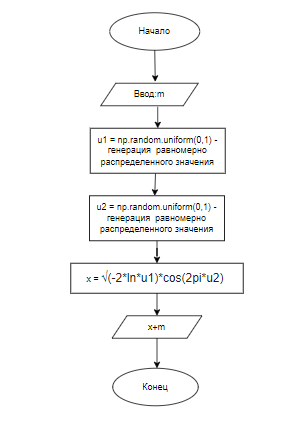 Начало
Ввод:m
u1 = np.random.uniform(0,1) -
генерация равномерно
распределенного значения
u2 = np.random.uniform(0,1) -
генерация равномерно
распределенного значения
x = √(-2*ln*u1)*cos(2pi*u2)
x+m
Конец